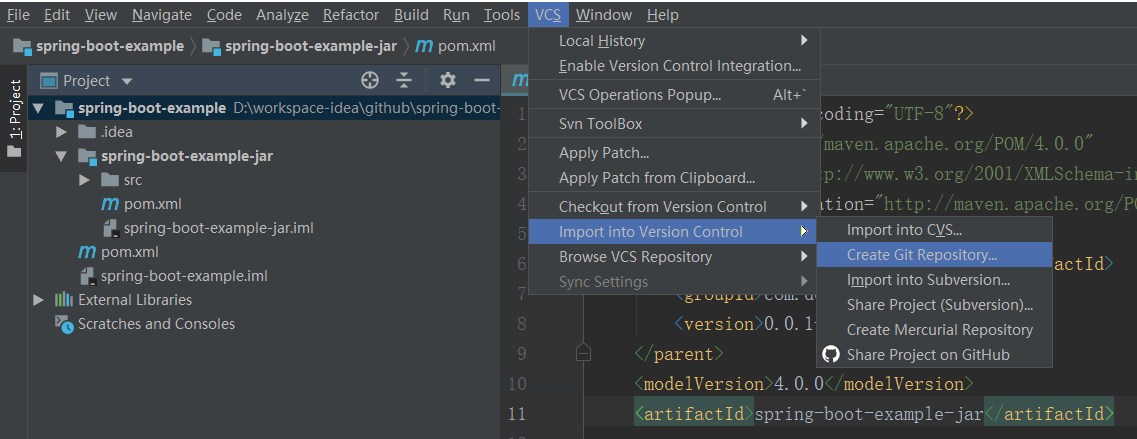 File Edit View Navigate Code Analyze Refactor Build Run Tools VCS Window Help
spring-boot-example spring-boot-example-jar pom.xml
1: Project
Project
spring-boot-example D:\workspace-idea\github\spring-boot-
.idea
spring-boot-example-jar
src
pom.xml
spring-boot-example-jar.iml
pom.xml
spring-boot-example.iml
External Libraries
Scratches and Consoles
Local History
Enable Version Control Integration...
VCS Operations Popup... Alt+`
Svn ToolBox
Apply Patch...
Apply Patch from Clipboard...
Checkout from Version Control
Import into Version Control
Browse VCS Repository
Sync Settings
Import into CVS...
Create Git Repository...
Import into Subversion...
Share Project (Subversion)...
Create Mercurial Repository
Share Project on GitHub
1 coding="UTF-8"?>
2 /maven.apache.org/POM/4.0.0"
3 tp://www.w3.org/2001/XMLSchema-in
4 ation="http://maven.apache.org/PO
5
6 factId>
7 <groupId>com.d
8 <version>0.0.1-
9 </parent>
10 <modelVersion>4.0.0</modelVersion>
11 <artifactId>spring-boot-example-jar</artifactId>